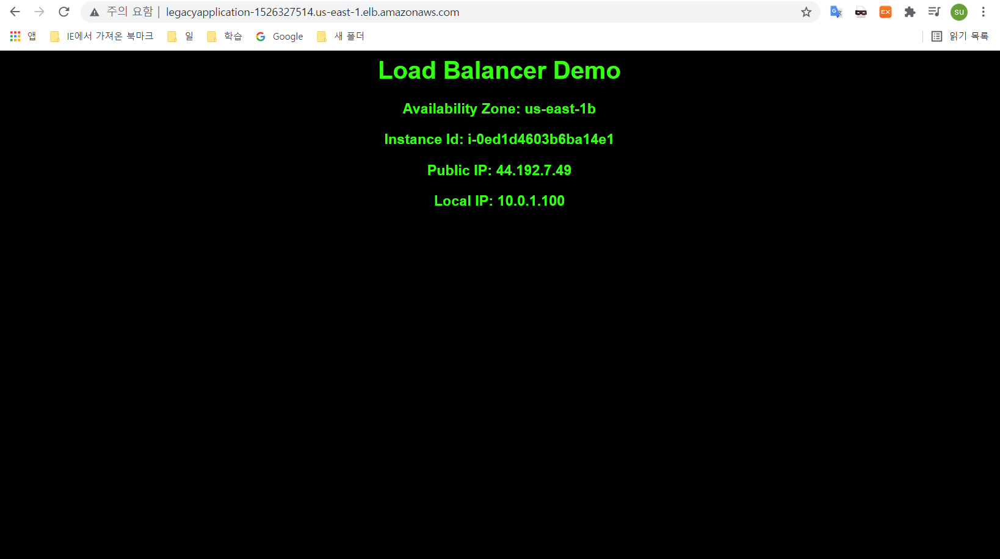 주의 요함 | legacyapplication-1526327514.us-east-1.elb.amazonaws.com EX su
앱 IE에서 가져온 북마크 일 학습 Google 새 폴더 읽기 목록
Load Balancer Demo
Availability Zone: us-east-1b
Instance Id: i-0ed1d4603b6ba14e1
Public IP: 44.192.7.49
Local IP: 10.0.1.100